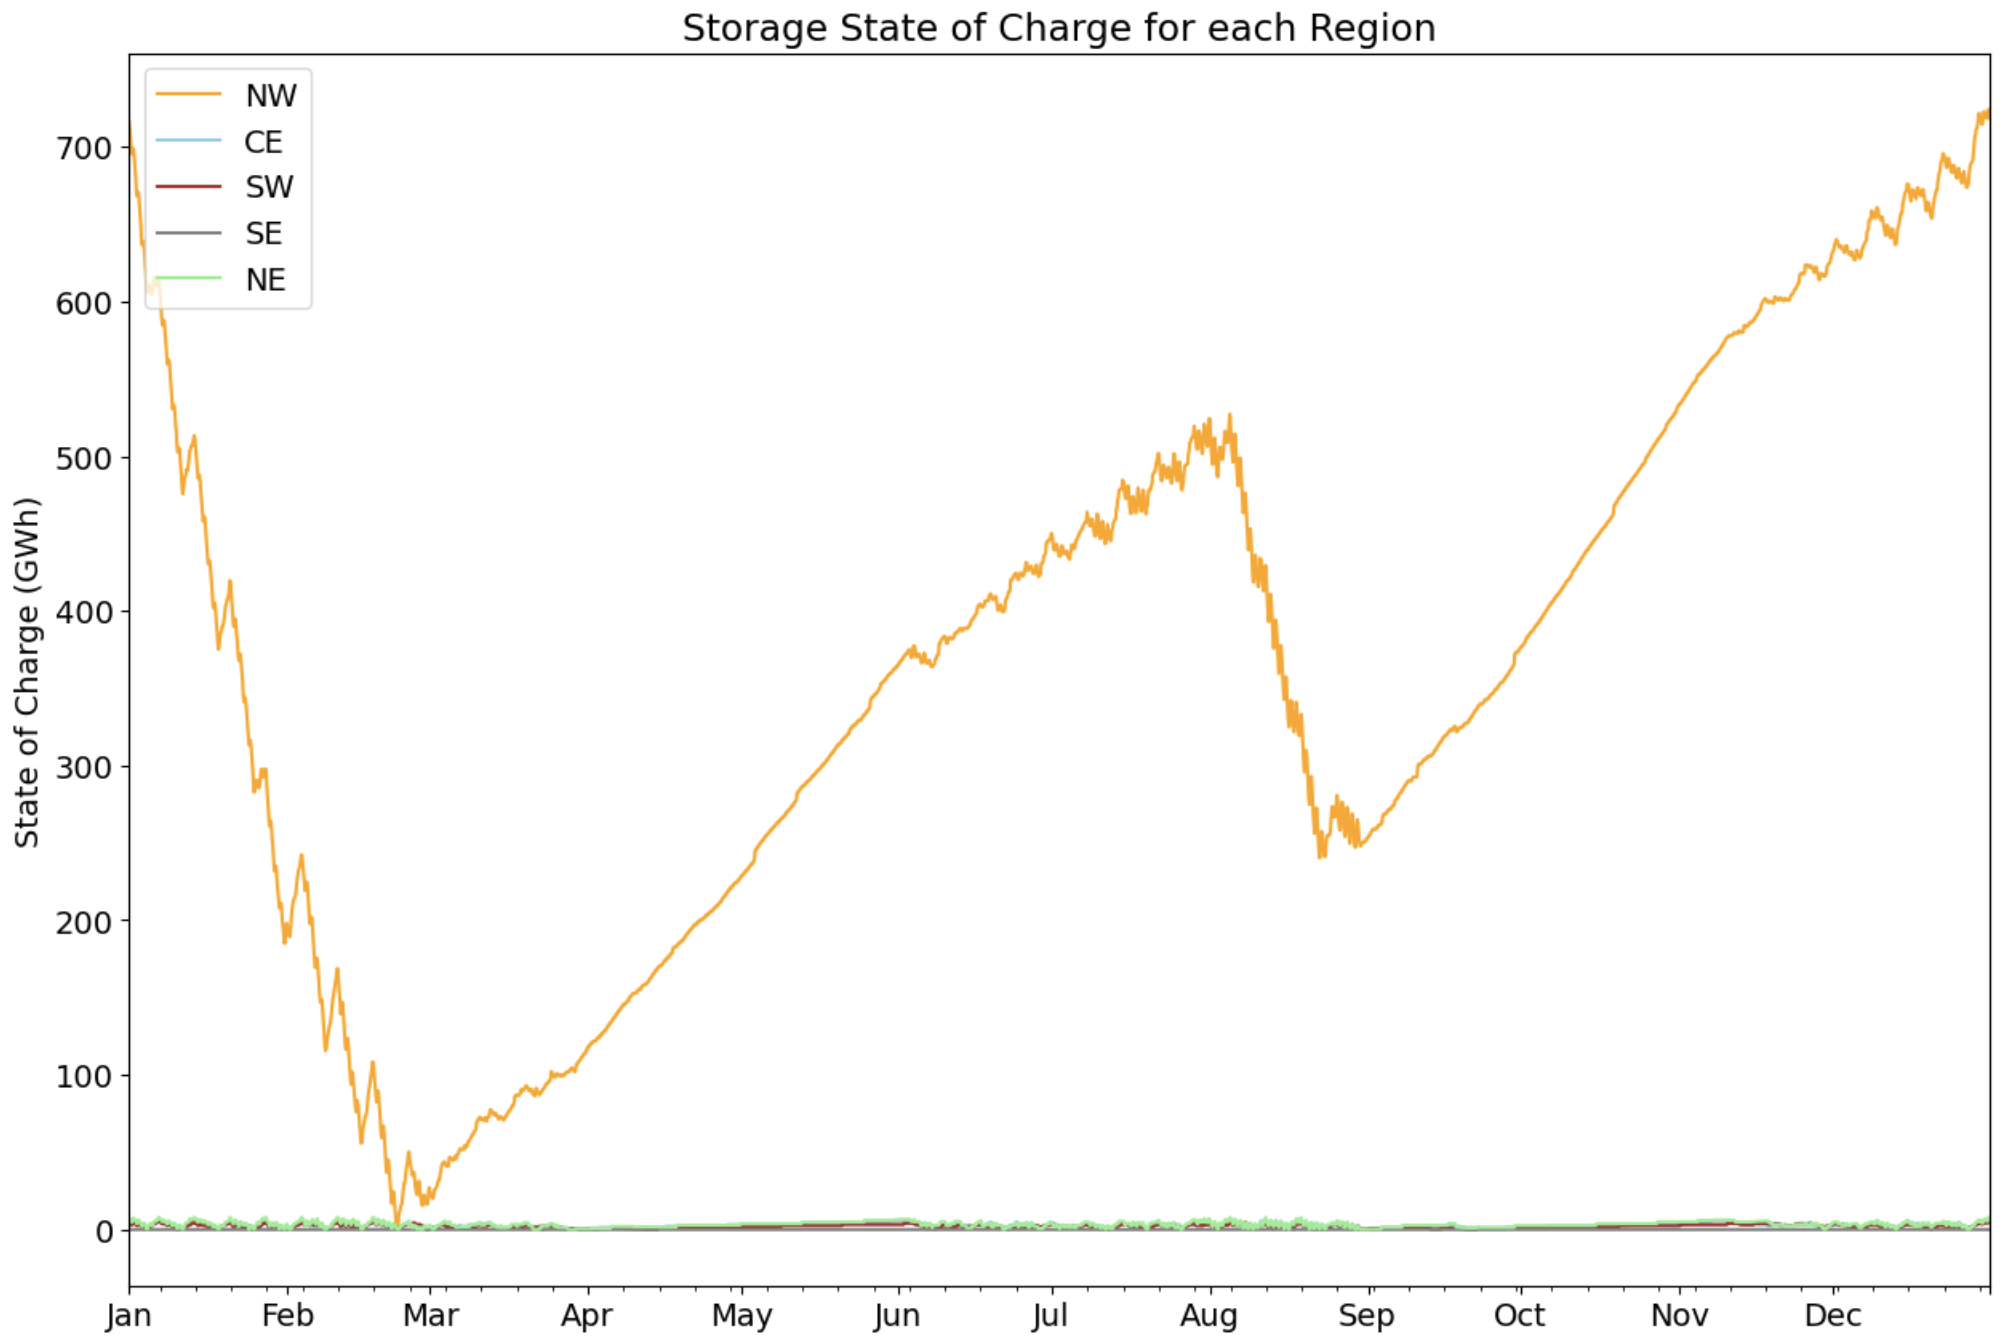 Storage State of Charge for each Region
NW
CE
SW
SE
NE
State of Charge (GWh)
700
600
500
400
300
200
100
0
Jan Feb Mar Apr May Jun Jul Aug Sep Oct Nov Dec